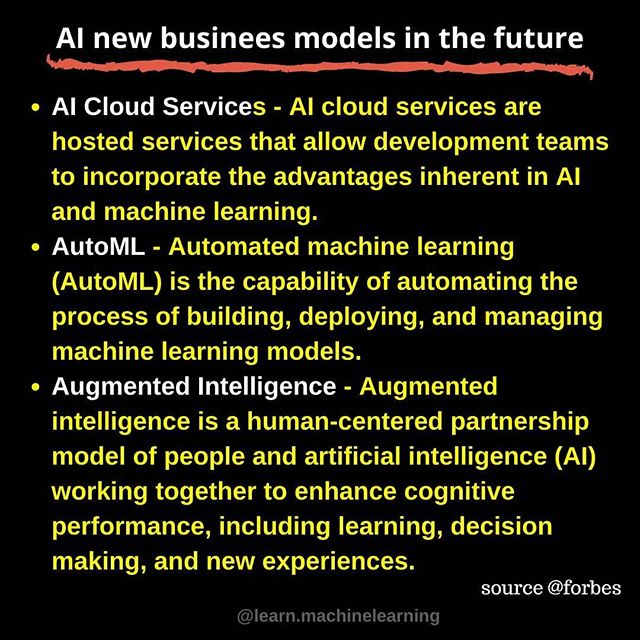 AI new businees models in the future
• AI Cloud Services - AI cloud services are
hosted services that allow development teams
to incorporate the advantages inherent in AI
and machine learning.
• AutoML - Automated machine learning
(AutoML) is the capability of automating the
process of building, deploying, and managing
machine learning models.
• Augmented Intelligence - Augmented
intelligence is a human-centered partnership
model of people and artificial intelligence (AI)
working together to enhance cognitive
performance, including learning, decision
making, and new experiences.
source @forbes
@learn.machinelearning